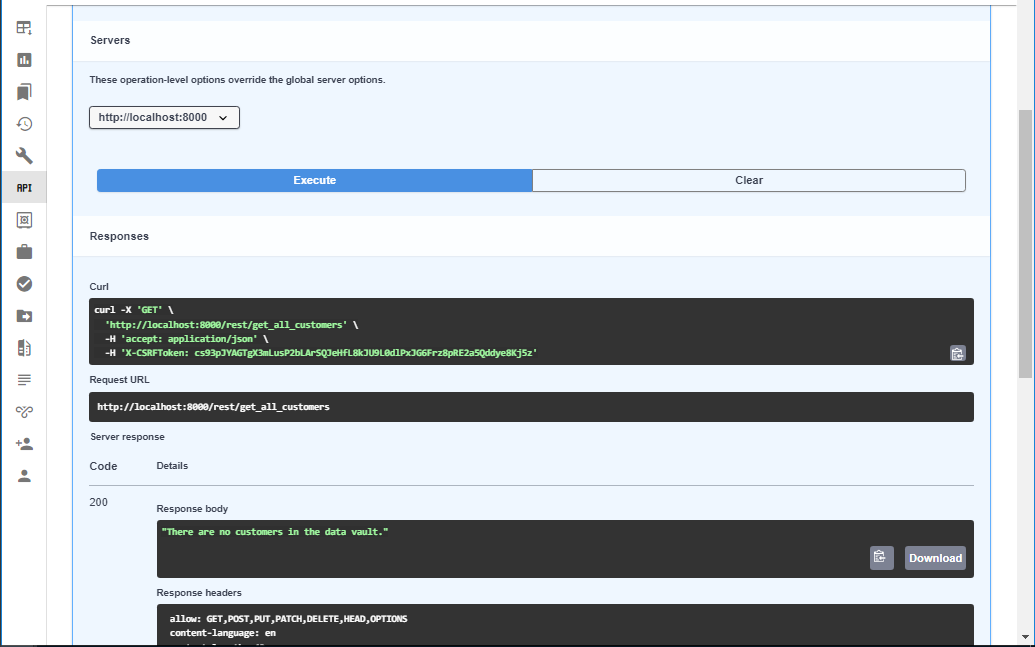 Servers
These operation-level options override the global server options.
http://localhost:8000
Execute
Clear
API
Responses
Curl
curl -X 'GET' \
'http://localhost:8000/rest/get_all_customers' \
-H 'accept: application/json' \
-H 'X-CSRFToken: cs93pJYAGTgX3mLusP2bLArSQJeHfL8kJU9L0dlPxJG6Frz8pRE2a5Qddye8Kj5z'
Request URL
http://localhost:8000/rest/get_all_customers
Server response
Code
Details
200
Response body
"There are no customers in the data vault."
Download
Response headers
allow: GET,POST,PUT,PATCH,DELETE,HEAD,OPTIONS
content-language: en